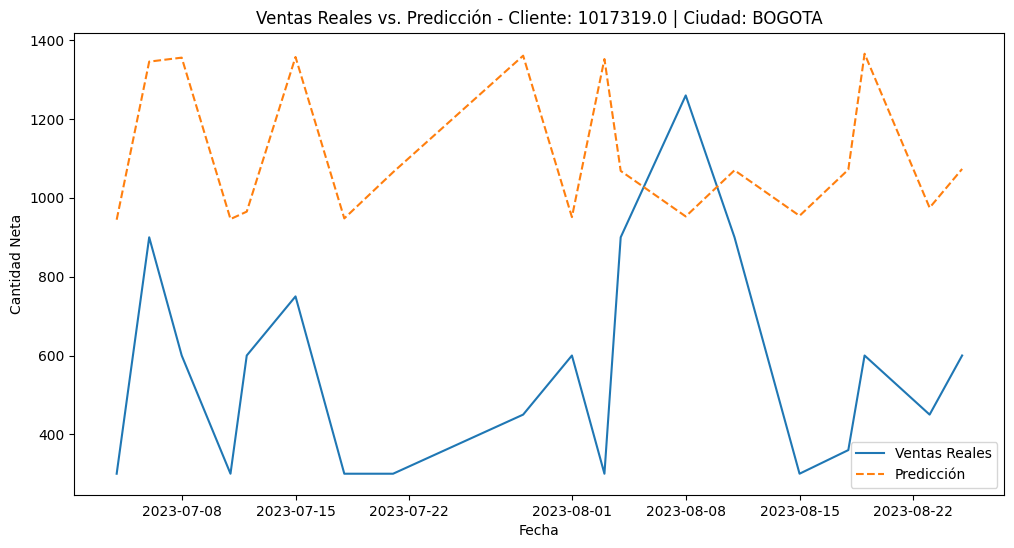 Ventas Reales vs. Predicción - Cliente: 1017319.0 | Ciudad: BOGOTA
1400
1200
1000
800
600
400
Cantidad Neta
Ventas Reales
Predicción
2023-07-08
2023-07-15
2023-07-22
2023-08-01
2023-08-08
2023-08-15
2023-08-22
Fecha